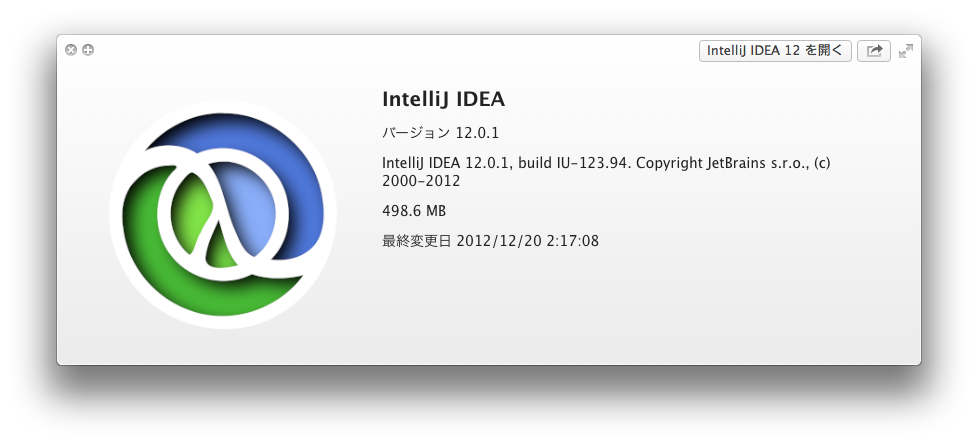 IntelliJ IDEA 12 を開く
IntelliJ IDEA
バージョン 12.0.1
IntelliJ IDEA 12.0.1, build IU-123.94. Copyright JetBrains s.r.o., (c)
2000-2012
498.6 MB
最終変更日 2012/12/20 2:17:08